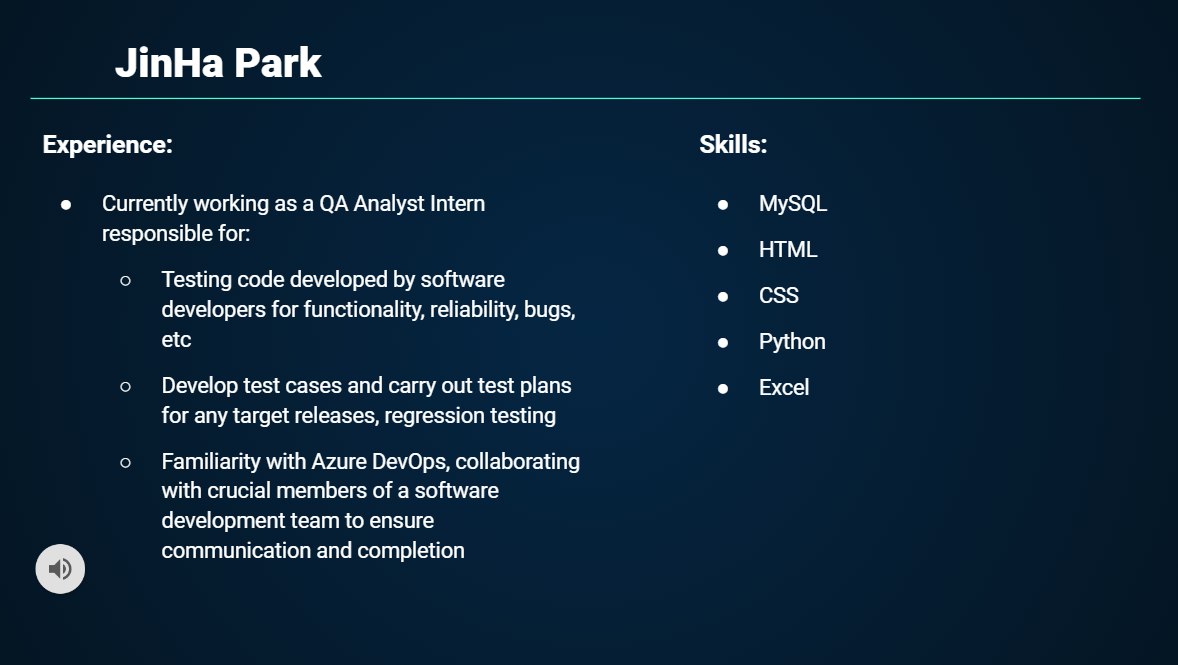 JinHa Park
Experience:
● Currently working as a QA Analyst Intern
responsible for:
○ Testing code developed by software
developers for functionality, reliability, bugs,
etc
○ Develop test cases and carry out test plans
for any target releases, regression testing
○ Familiarity with Azure DevOps, collaborating
with crucial members of a software
development team to ensure
communication and completion
Skills:
● MySQL
● HTML
● CSS
● Python
● Excel